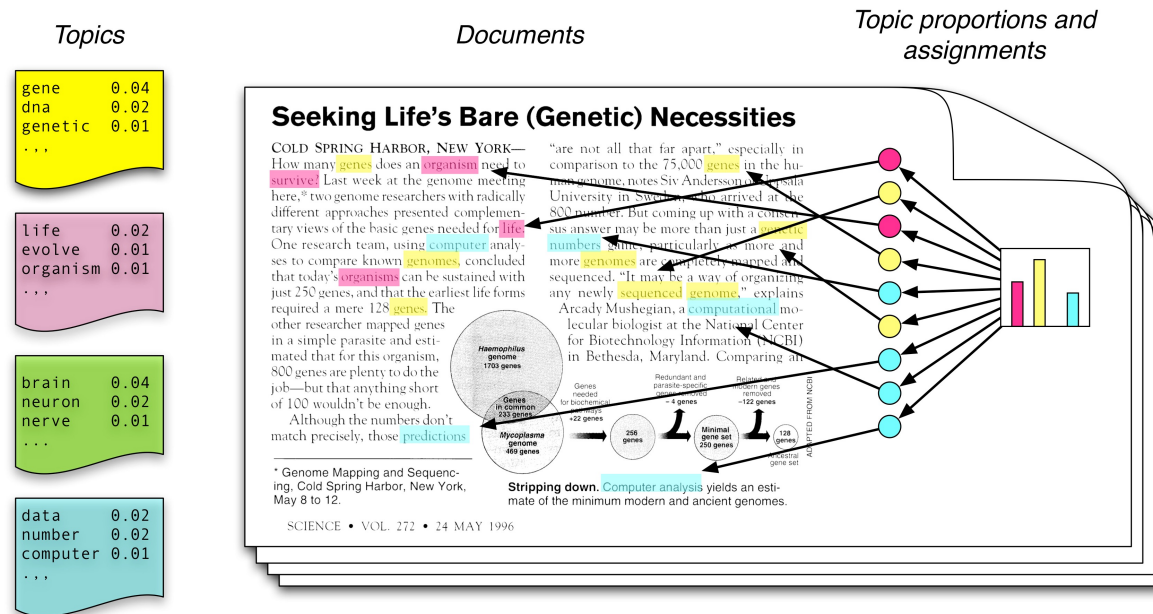 Topics
gene 0.04
dna 0.02
genetic 0.01
.,,
life 0.02
evolve 0.01
organism 0.01
.,,
brain 0.04
neuron 0.02
nerve 0.01
...
data 0.02
number 0.02
computer 0.01
.,,
Documents
Seeking Life's Bare (Genetic) Necessities
COLD SPRING HARBOR, NEW YORK—
How many genes does an organism need to
survive? Last week at the genome meeting
here,* two genome researchers with radically
different approaches presented complemen-
tary views of the basic genes needed for life.
One research team, using computer analy-
ses to compare known genomes, concluded
that today's organisms can be sustained with
just 250 genes, and that the earliest life forms
required a mere 128 genes. The
other researcher mapped genes
in a simple parasite and esti-
mated that for this organism,
800 genes are plenty to do the
job—but that anything short
of 100 wouldn't be enough.
Although the numbers don't
match precisely, those predictions
* Genome Mapping and Sequenc-
ing, Cold Spring Harbor, New York,
May 8 to 12.
"are not all that far apart," especially in
comparison to the 75,000 genes in the hu-
man genome, notes Siv Andersson of Uppsala
University in Sweden, who arrived at the
800 number. But coming up with a consen-
sus answer may be more than just a genetic
numbers game, particularly as more and
more genomes are completely mapped and
sequenced. "It may be a way of organizing
any newly sequenced genome," explains
Arcady Mushegian, a computational mo-
lecular biologist at the National Center
for Biotechnology Information (NCBI)
in Bethesda, Maryland. Comparing an
Haemophilus
genome
1703 genes
Genes
in common
233 genes
Mycoplasma
genome
469 genes
Genes
needed
for biochemical
pathways
+22 genes
256
genes
Redundant and
parasite-specific
genes removed
– 4 genes
Minimal
gene set
250 genes
Related and
modern genes
removed
–122 genes
128
genes
Ancestral
gene set
ADAPTED FROM NCBI
Stripping down. Computer analysis yields an esti-
mate of the minimum modern and ancient genomes.
SCIENCE • VOL. 272 • 24 MAY 1996
Topic proportions and
assignments